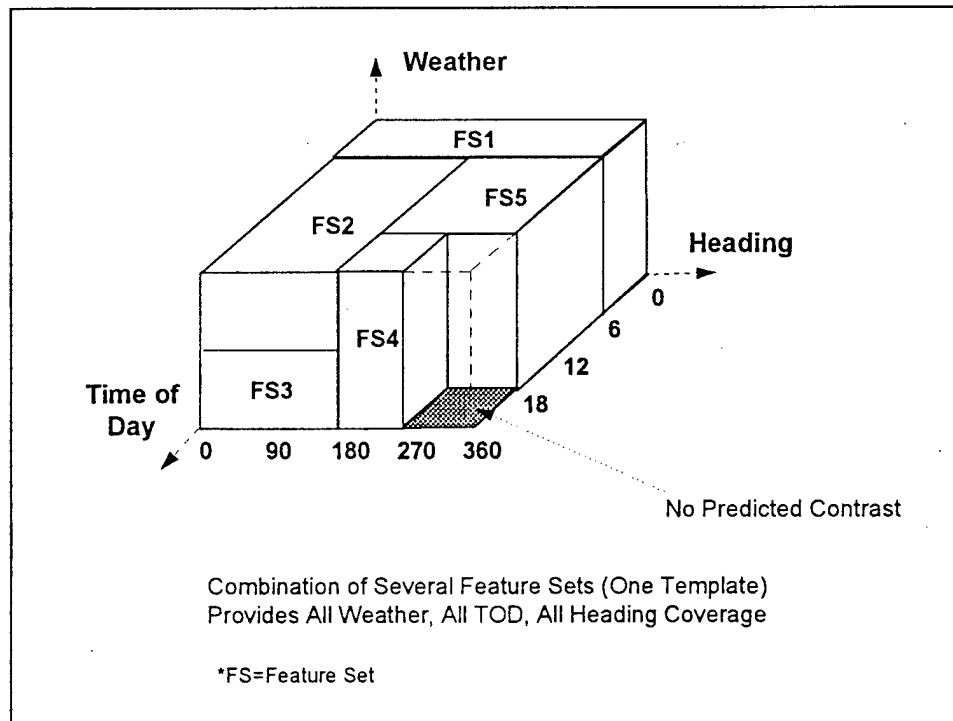 Weather
FS1
FS5
FS2
Heading
0
6
FS4
12
Time of
Day
FS3
18
0 90 180 270 360
No Predicted Contrast
Combination of Several Feature Sets (One Template)
Provides All Weather, All TOD, All Heading Coverage
*FS=Feature Set